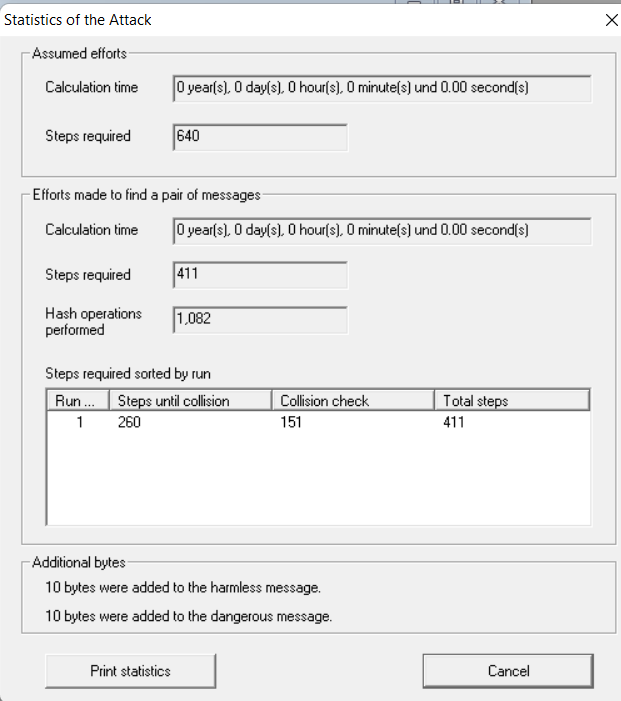 Statistics of the Attack
Assumed efforts
Calculation time 0 year(s), 0 day(s), 0 hour(s), 0 minute(s) und 0.00 second(s)
Steps required 640
Efforts made to find a pair of messages
Calculation time 0 year(s), 0 day(s), 0 hour(s), 0 minute(s) und 0.00 second(s)
Steps required 411
Hash operations performed 1,082
Steps required sorted by run
Run ... Steps until collision Collision check Total steps
1 260 151 411
Additional bytes
10 bytes were added to the harmless message.
10 bytes were added to the dangerous message.
Print statistics Cancel